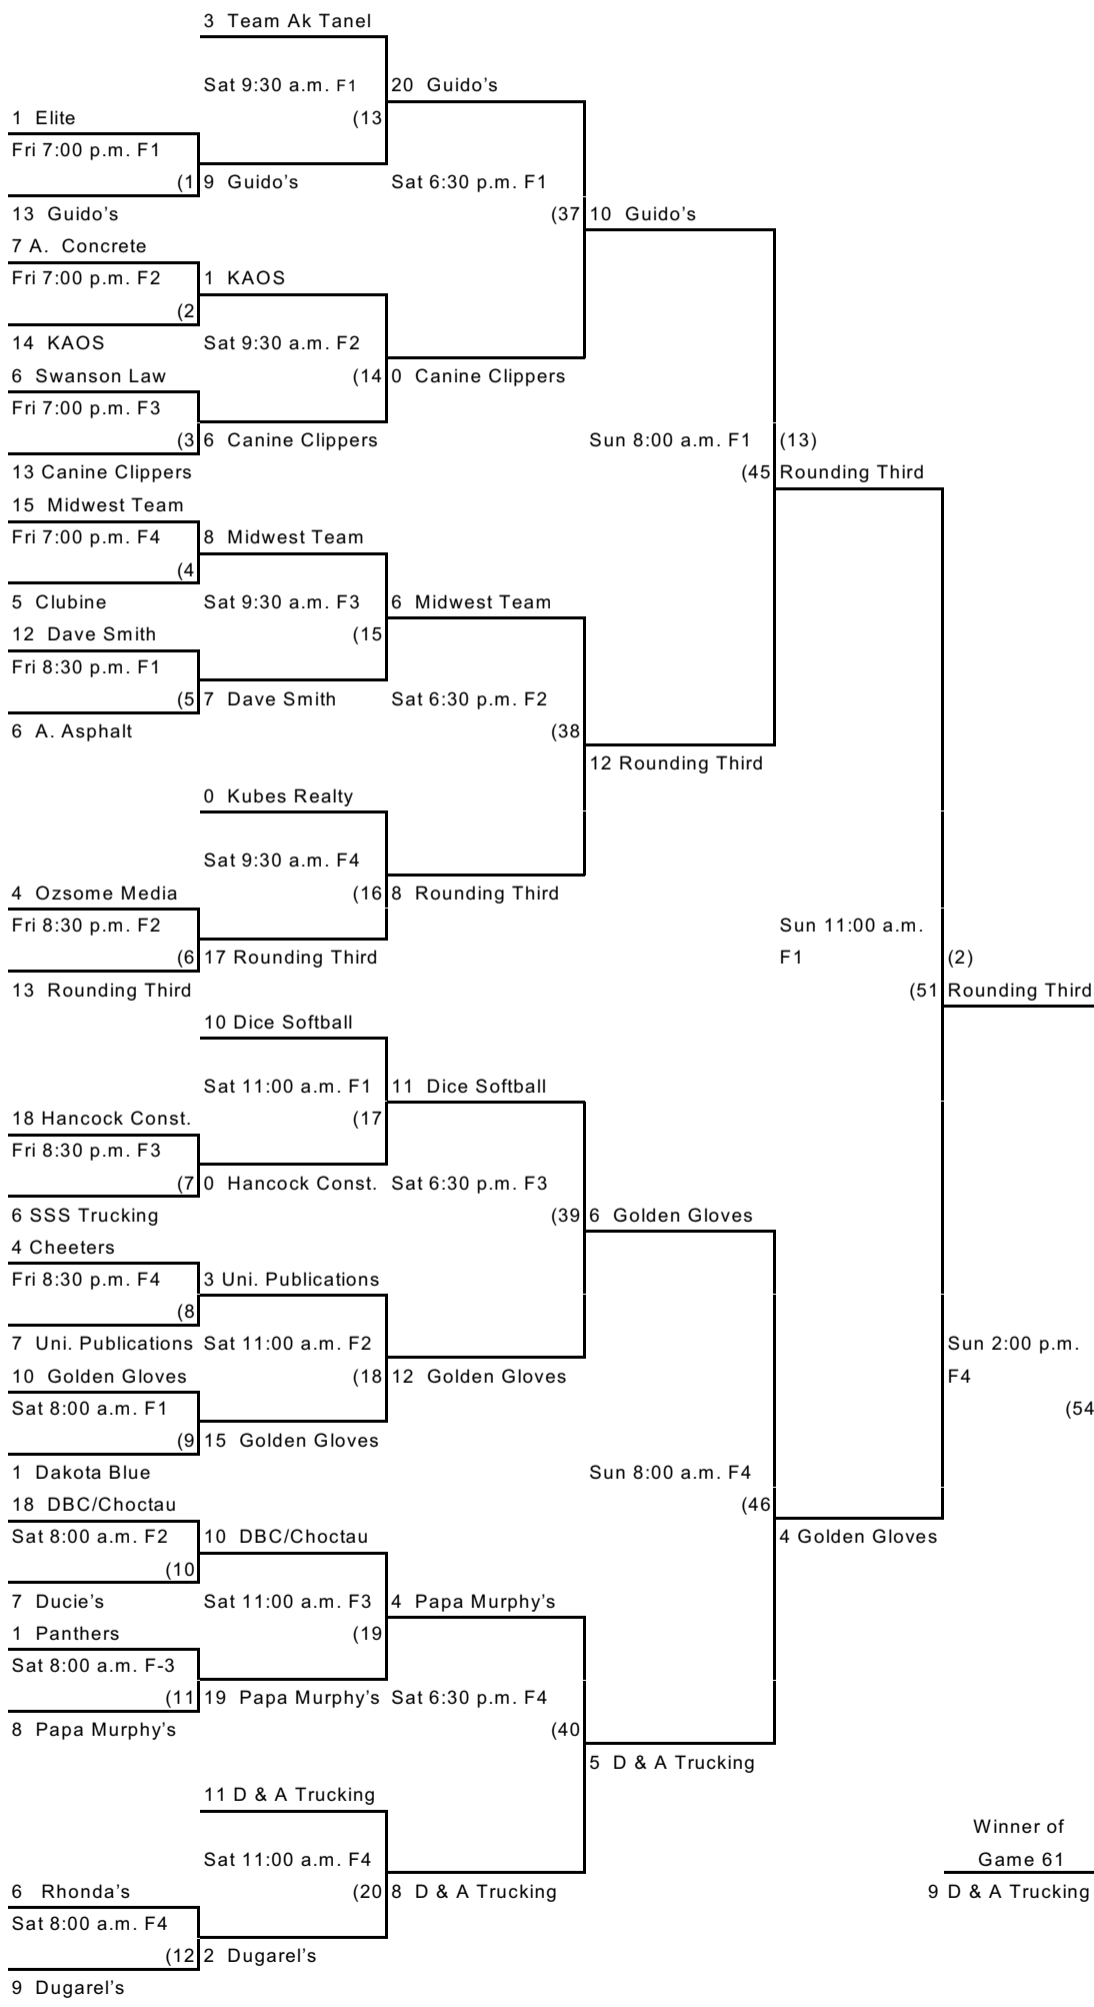 3 Team Ak Tanel
Sat 9:30 a.m. F1
20 Guido's
1 Elite
(13
Fri 7:00 p.m. F1
(1
9 Guido's
Sat 6:30 p.m. F1
13 Guido's
(37
10 Guido's
7 A. Concrete
Fri 7:00 p.m. F2
1 KAOS
(2
14 KAOS
Sat 9:30 a.m. F2
6 Swanson Law
(14
0 Canine Clippers
Fri 7:00 p.m. F3
(3
6 Canine Clippers
Sun 8:00 a.m. F1
(13)
13 Canine Clippers
(45
Rounding Third
15 Midwest Team
Fri 7:00 p.m. F4
8 Midwest Team
(4
5 Clubine
Sat 9:30 a.m. F3
6 Midwest Team
12 Dave Smith
(15
Fri 8:30 p.m. F1
(5
7 Dave Smith
Sat 6:30 p.m. F2
6 A. Asphalt
(38
12 Rounding Third
0 Kubes Realty
Sat 9:30 a.m. F4
4 Ozsome Media
(16
8 Rounding Third
Fri 8:30 p.m. F2
Sun 11:00 a.m.
(6
17 Rounding Third
F1
(2)
13 Rounding Third
(51
Rounding Third
10 Dice Softball
Sat 11:00 a.m. F1
11 Dice Softball
18 Hancock Const.
(17
Fri 8:30 p.m. F3
(7
0 Hancock Const.
Sat 6:30 p.m. F3
6 SSS Trucking
(39
6 Golden Gloves
4 Cheeters
Fri 8:30 p.m. F4
3 Uni. Publications
(8
7 Uni. Publications
Sat 11:00 a.m. F2
Sun 2:00 p.m.
10 Golden Gloves
(18
12 Golden Gloves
F4
Sat 8:00 a.m. F1
(54
(9
15 Golden Gloves
1 Dakota Blue
Sun 8:00 a.m. F4
18 DBC/Choctau
(46
Sat 8:00 a.m. F2
10 DBC/Choctau
4 Golden Gloves
(10
7 Ducie's
Sat 11:00 a.m. F3
4 Papa Murphy's
1 Panthers
(19
Sat 8:00 a.m. F-3
(11
19 Papa Murphy's
Sat 6:30 p.m. F4
8 Papa Murphy's
(40
5 D & A Trucking
11 D & A Trucking
Winner of
Sat 11:00 a.m. F4
Game 61
6 Rhonda's
(20
8 D & A Trucking
9 D & A Trucking
Sat 8:00 a.m. F4
(12
2 Dugarel's
9 Dugarel's